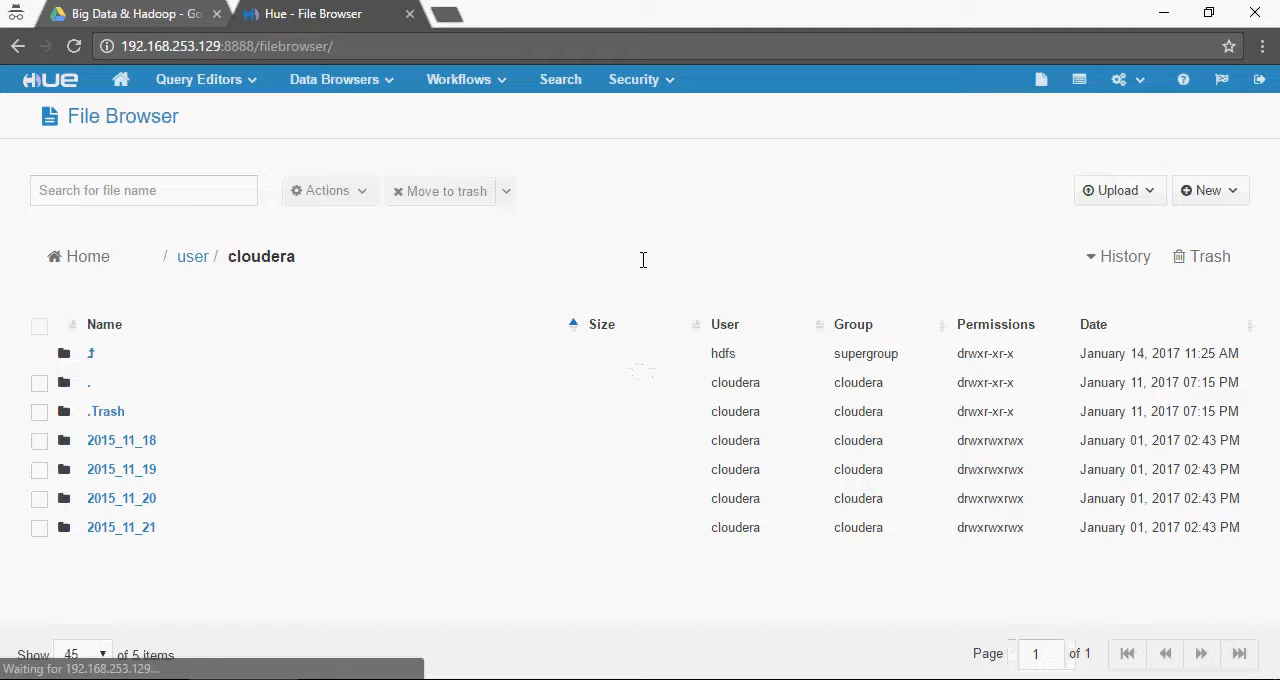 Big Data & Hadoop - Go
Hue - File Browser
192.168.253.129:8888/filebrowser/
HUE Query Editors Data Browsers Workflows Search Security
File Browser
Search for file name Actions Move to trash Upload New
Home / user / cloudera History Trash
Name Size User Group Permissions Date
hdfs supergroup drwxr-xr-x January 14, 2017 11:25 AM
. cloudera cloudera drwxr-xr-x January 11, 2017 07:15 PM
.Trash cloudera cloudera drwxr-xr-x January 11, 2017 07:15 PM
2015_11_18 cloudera cloudera drwxrwxrwx January 01, 2017 02:43 PM
2015_11_19 cloudera cloudera drwxrwxrwx January 01, 2017 02:43 PM
2015_11_20 cloudera cloudera drwxrwxrwx January 01, 2017 02:43 PM
2015_11_21 cloudera cloudera drwxrwxrwx January 01, 2017 02:43 PM
Show 45 of 5 items Page 1 of 1
Waiting for 192.168.253.129...